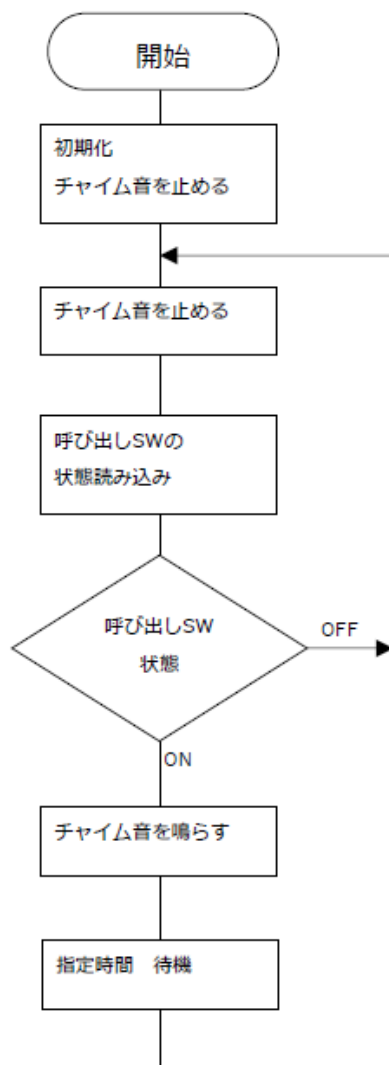 開始
初期化
チャイム音を止める
チャイム音を止める
呼び出しSWの
状態読み込み
呼び出しSW
状態
OFF
ON
チャイム音を鳴らす
指定時間　待機